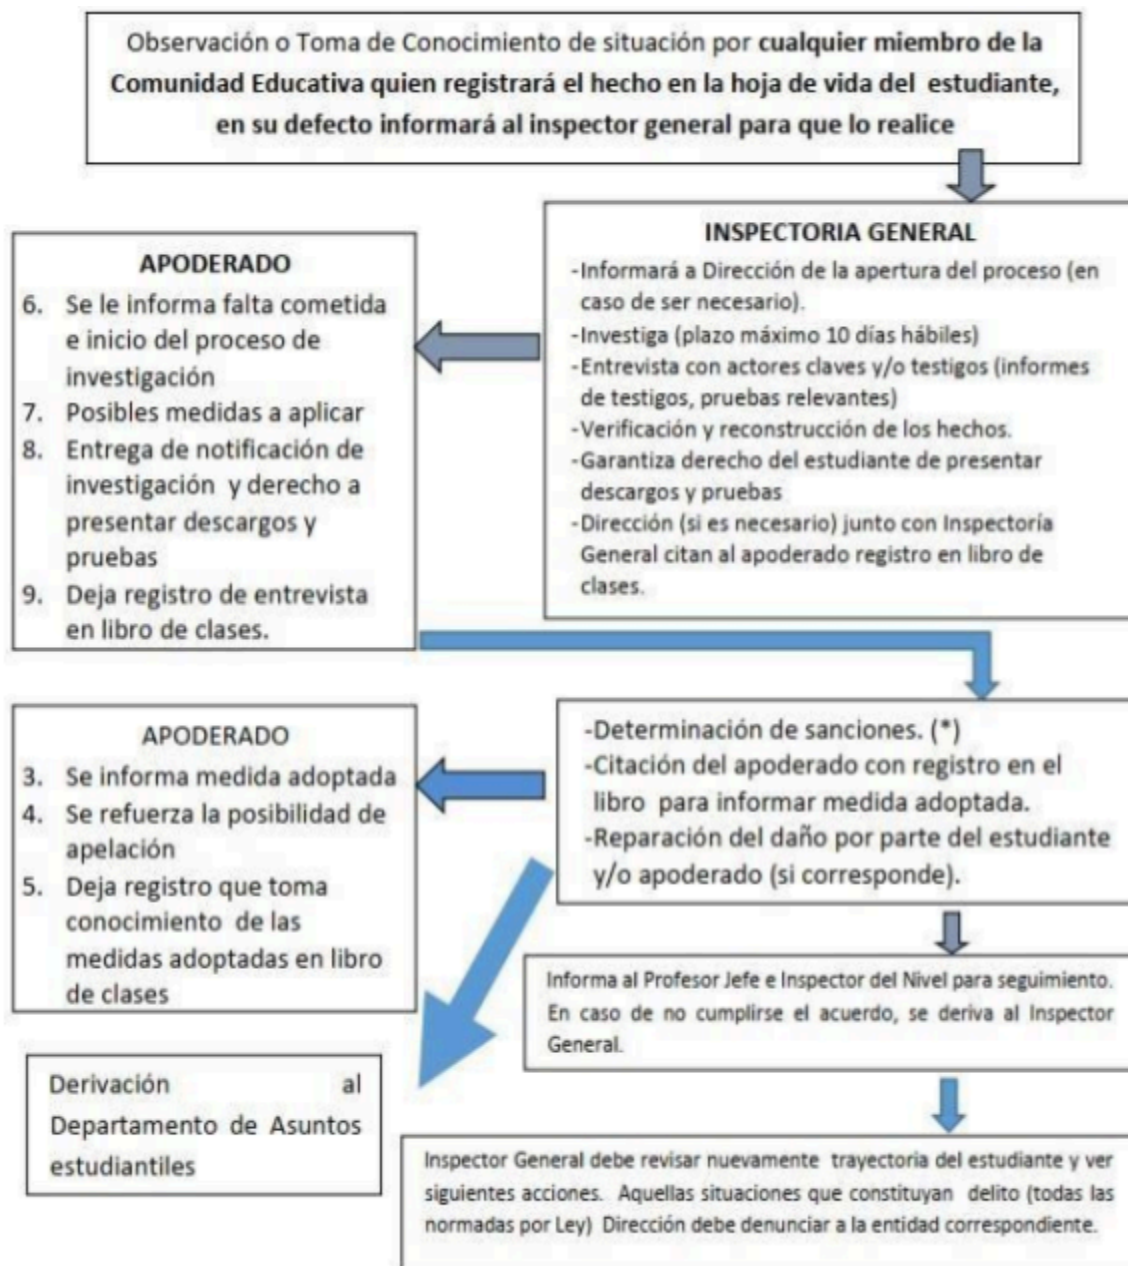 Observación o Toma de Conocimiento de situación por cualquier miembro de la
Comunidad Educativa quien registrará el hecho en la hoja de vida del estudiante,
en su defecto informará al inspector general para que lo realice
INSPECTORIA GENERAL
-Informará a Dirección de la apertura del proceso (en
caso de ser necesario).
-Investiga (plazo máximo 10 días hábiles)
-Entrevista con actores claves y/o testigos (informes
de testigos, pruebas relevantes)
-Verificación y reconstrucción de los hechos.
-Garantiza derecho del estudiante de presentar
descargos y pruebas
-Dirección (si es necesario) junto con Inspectoría
General citan al apoderado registro en libro de
clases.
APODERADO
6. Se le informa falta cometida
e inicio del proceso de
investigación
7. Posibles medidas a aplicar
8. Entrega de notificación de
investigación y derecho a
presentar descargos y
pruebas
9. Deja registro de entrevista
en libro de clases.
-Determinación de sanciones. (*)
-Citación del apoderado con registro en el
libro para informar medida adoptada.
-Reparación del daño por parte del estudiante
y/o apoderado (si corresponde).
APODERADO
3. Se informa medida adoptada
4. Se refuerza la posibilidad de
apelación
5. Deja registro que toma
conocimiento de las
medidas adoptadas en libro
de clases
Informa al Profesor Jefe e Inspector del Nivel para seguimiento.
En caso de no cumplirse el acuerdo, se deriva al Inspector
General.
Derivación al
Departamento de Asuntos
estudiantiles
Inspector General debe revisar nuevamente trayectoria del estudiante y ver
siguientes acciones. Aquellas situaciones que constituyan delito (todas las
normadas por Ley) Dirección debe denunciar a la entidad correspondiente.